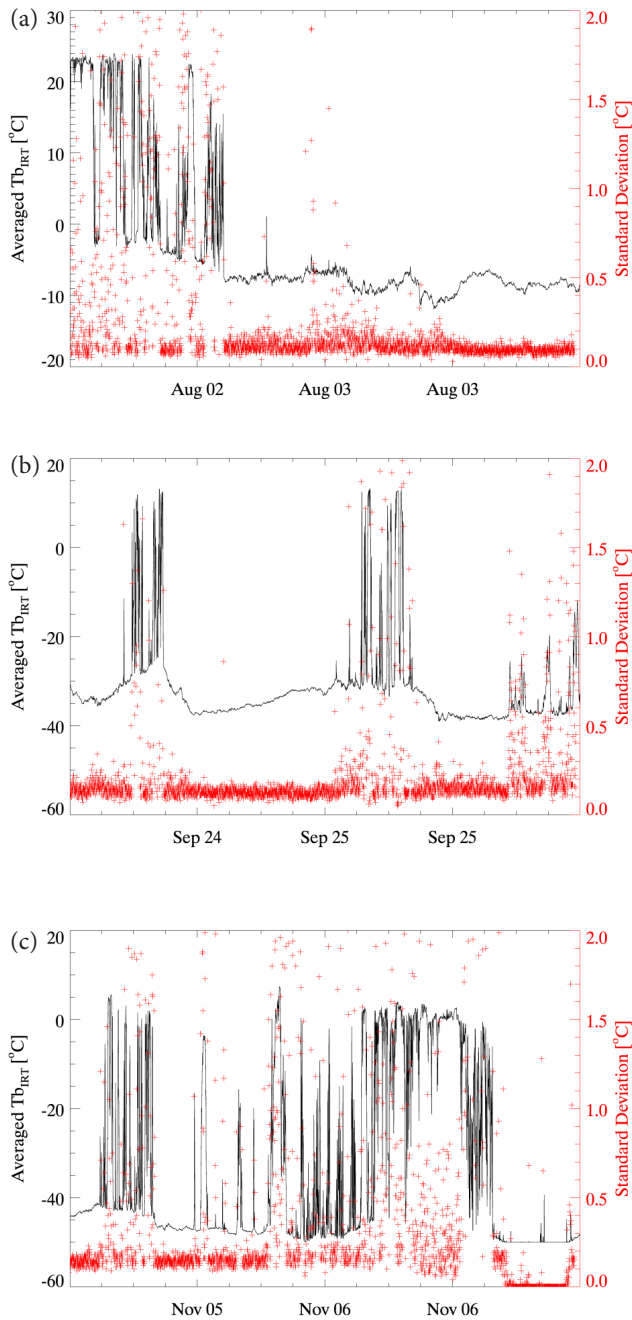 (a)
30
20
10
0
-10
-20
Averaged Tb_IRT [°C]
2.0
1.5
1.0
0.5
0.0
Standard Deviation [°C]
Aug 02 Aug 03 Aug 03
(b)
20
0
-20
-40
-60
Averaged Tb_IRT [°C]
2.0
1.5
1.0
0.5
0.0
Standard Deviation [°C]
Sep 24 Sep 25 Sep 25
(c)
20
0
-20
-40
-60
Averaged Tb_IRT [°C]
2.0
1.5
1.0
0.5
0.0
Standard Deviation [°C]
Nov 05 Nov 06 Nov 06